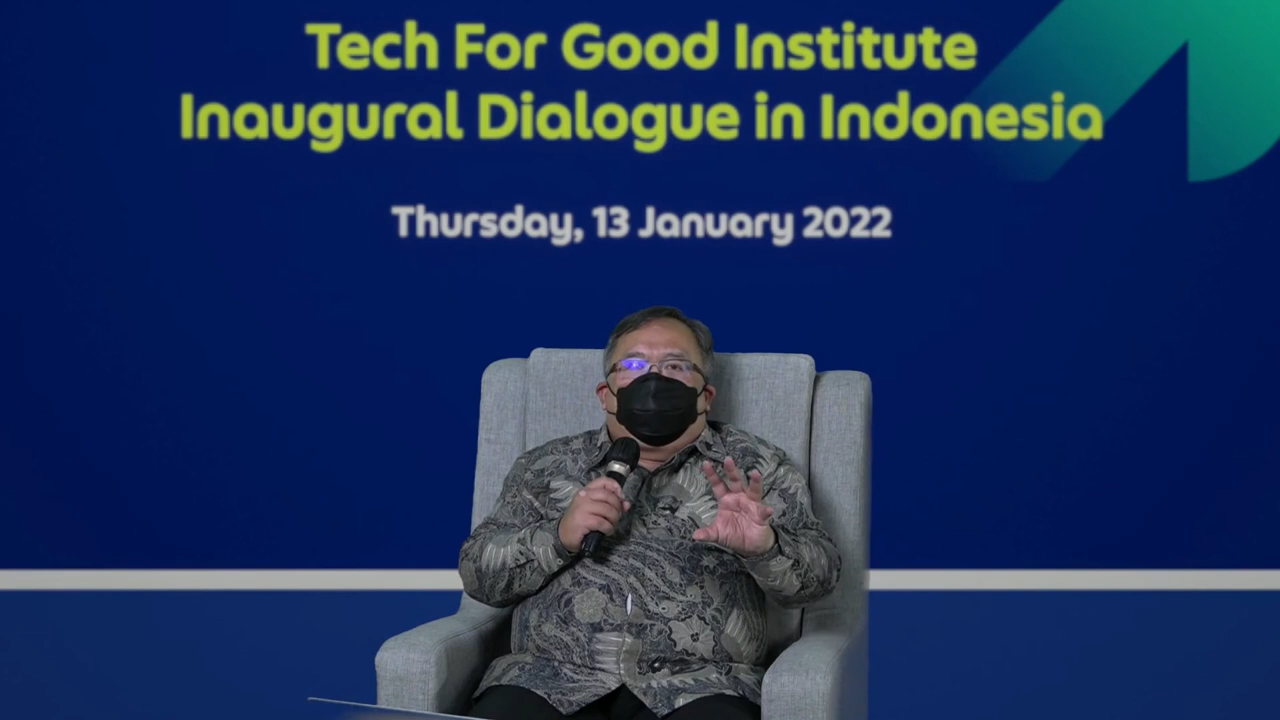 Tech For Good Institute
Inaugural Dialogue in Indonesia
Thursday, 13 January 2022